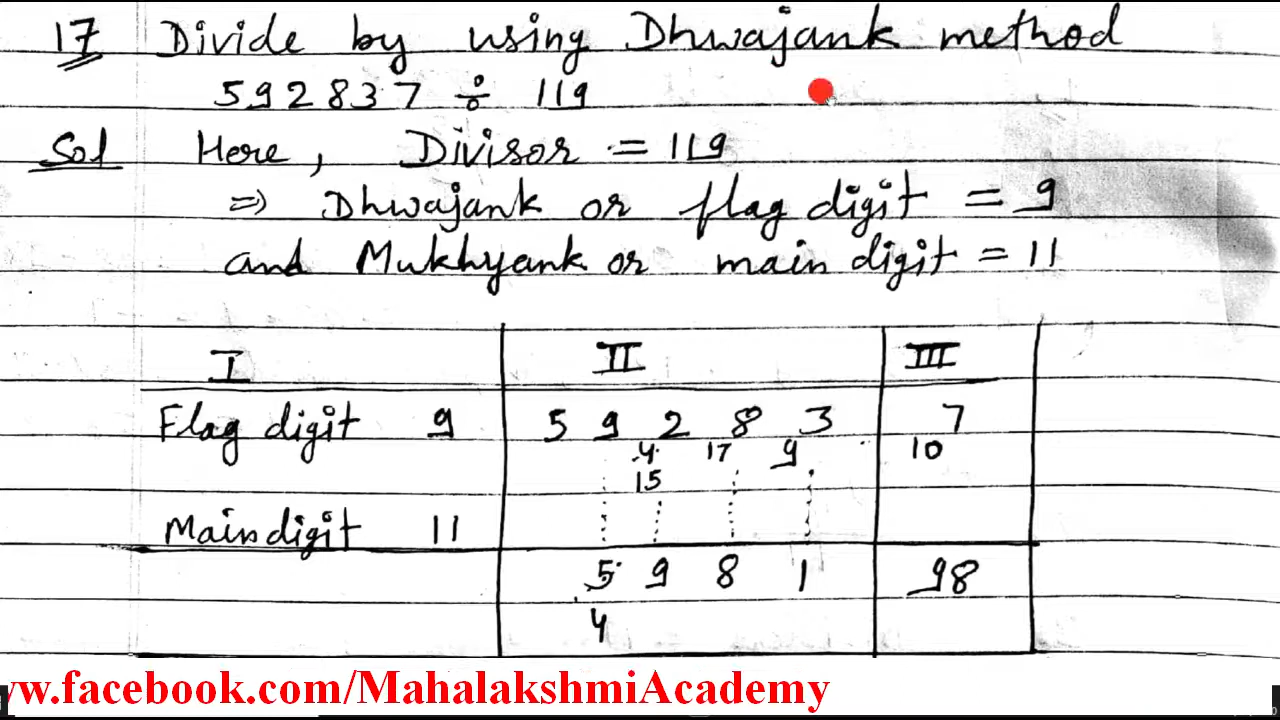 17 Divide by using Dhwajank method
592837 ÷ 119
Sol Here, Divisor = 119
⇒ Dhwajank or flag digit = 9
and Mukhyank or main digit = 11
I II III
Flag digit 9 5 9 2 8 3 7
4 17 9 10
15
Main digit 11
5 9 8 1 98
4
w.facebook.com/MahalakshmiAcademy